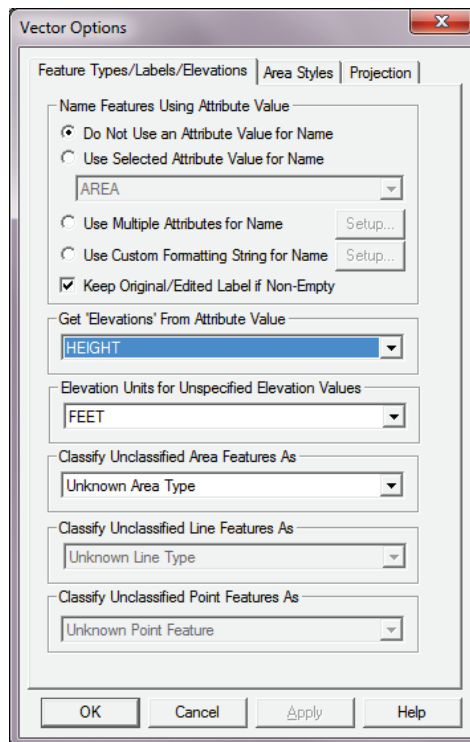 Vector Options
Feature Types/Labels/Elevations Area Styles Projection
Name Features Using Attribute Value
Do Not Use an Attribute Value for Name
Use Selected Attribute Value for Name
AREA
Use Multiple Attributes for Name Setup...
Use Custom Formatting String for Name Setup...
Keep Original/Edited Label if Non-Empty
Get 'Elevations' From Attribute Value
HEIGHT
Elevation Units for Unspecified Elevation Values
FEET
Classify Unclassified Area Features As
Unknown Area Type
Classify Unclassified Line Features As
Unknown Line Type
Classify Unclassified Point Features As
Unknown Point Feature
OK Cancel Apply Help